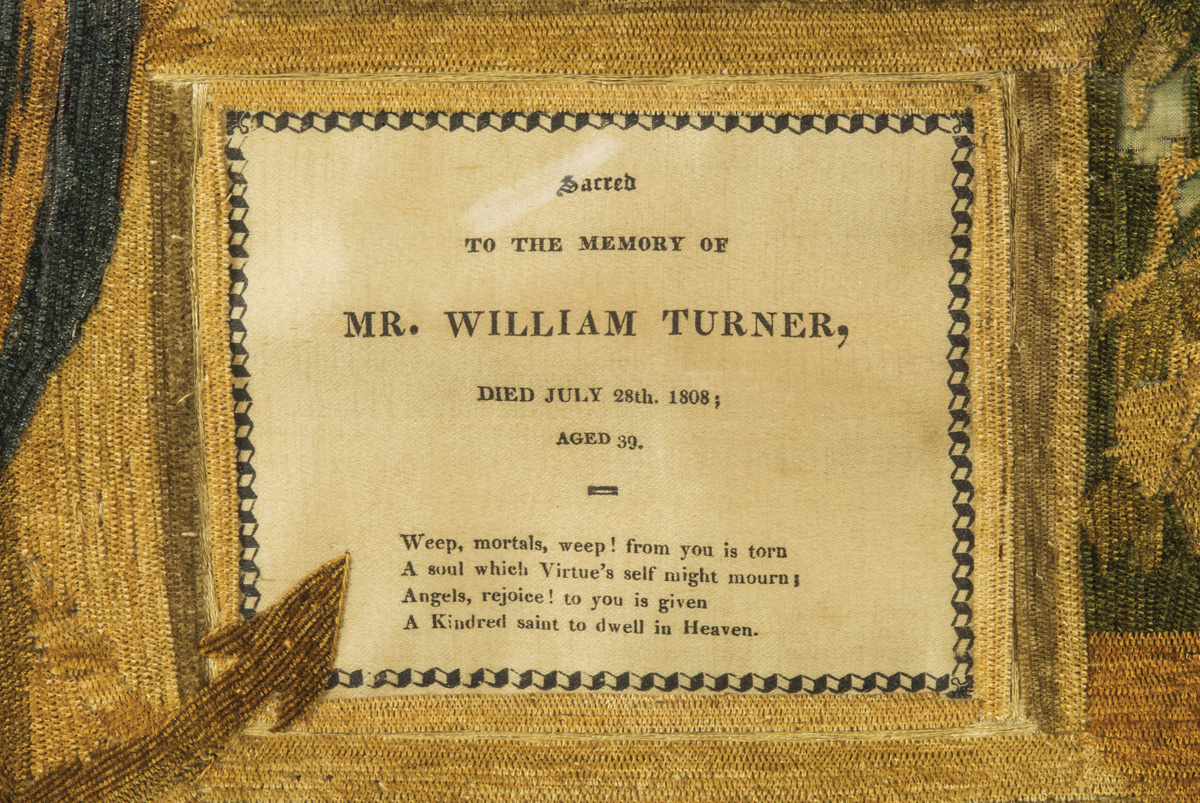 Sacred
TO THE MEMORY OF
MR. WILLIAM TURNER,
DIED JULY 28th. 1808;
AGED 39.
Weep, mortals, weep! from you is torn
A soul which Virtue's self might mourn;
Angels, rejoice! to you is given
A Kindred saint to dwell in Heaven.